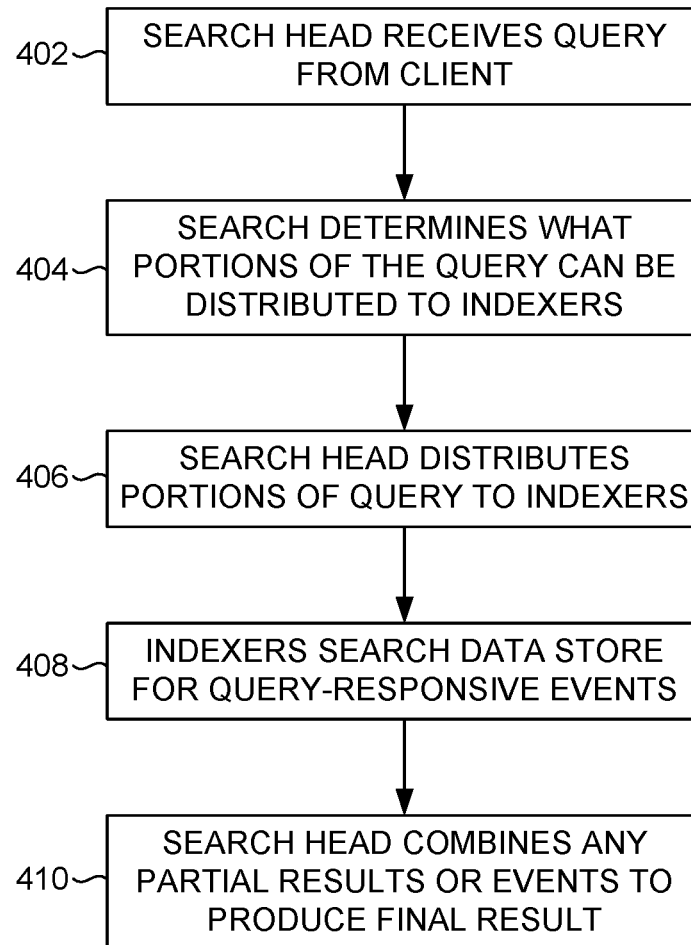 402
SEARCH HEAD RECEIVES QUERY
FROM CLIENT
404
SEARCH DETERMINES WHAT
PORTIONS OF THE QUERY CAN BE
DISTRIBUTED TO INDEXERS
406
SEARCH HEAD DISTRIBUTES
PORTIONS OF QUERY TO INDEXERS
408
INDEXERS SEARCH DATA STORE
FOR QUERY-RESPONSIVE EVENTS
410
SEARCH HEAD COMBINES ANY
PARTIAL RESULTS OR EVENTS TO
PRODUCE FINAL RESULT